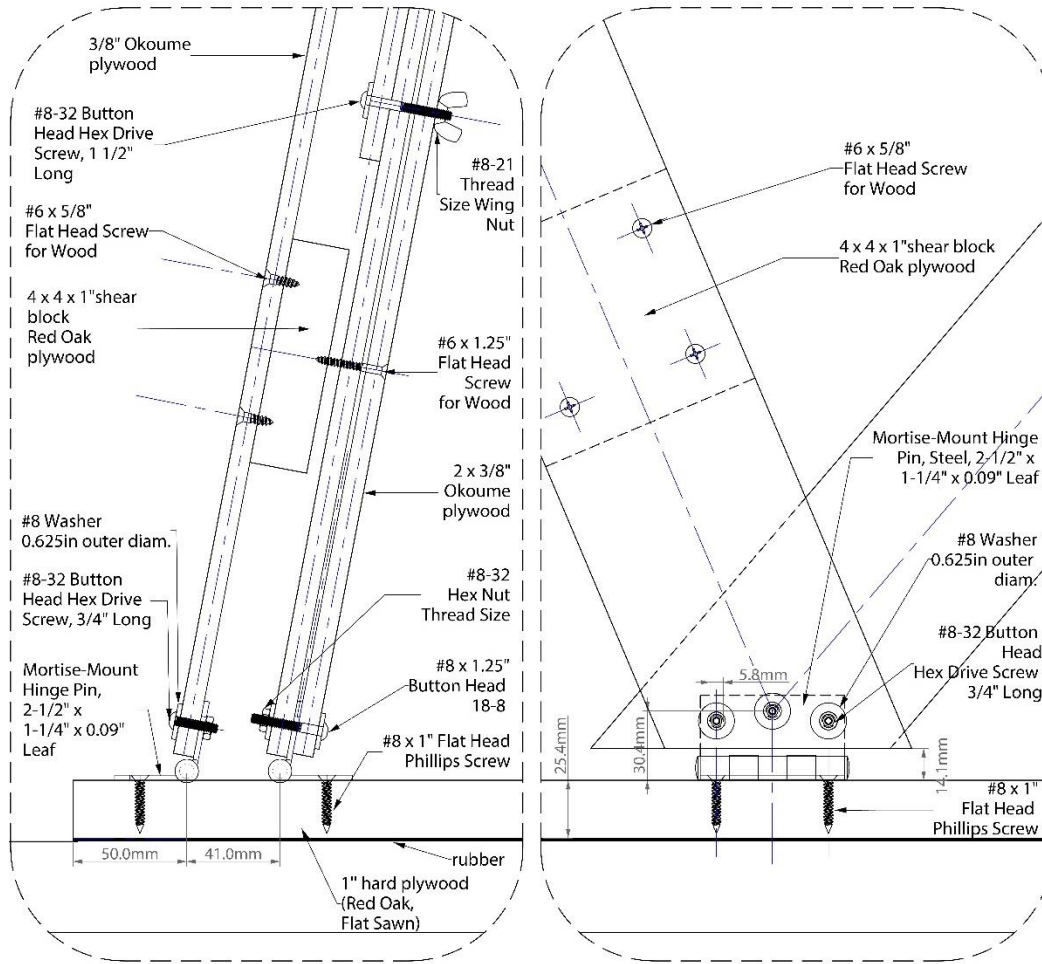 3/8" Okoume
plywood
#8-32 Button
Head Hex Drive
Screw, 1 1/2"
Long
#8-21
Thread
Size Wing
Nut
#6 x 5/8"
Flat Head Screw
for Wood
4 x 4 x 1"shear
block
Red Oak
plywood
#6 x 1.25"
Flat Head
Screw
for Wood
2 x 3/8"
Okoume
plywood
#8 Washer
0.625in outer diam.
#8-32 Button
Head Hex Drive
Screw, 3/4" Long
#8-32
Hex Nut
Thread Size
Mortise-Mount
Hinge Pin,
2-1/2" x
1-1/4" x 0.09"
Leaf
#8 x 1.25"
Button Head
18-8
#8 x 1" Flat Head
Phillips Screw
50.0mm
41.0mm
rubber
1" hard plywood
(Red Oak,
Flat Sawn)
#6 x 5/8"
Flat Head Screw
for Wood
4 x 4 x 1"shear block
Red Oak plywood
Mortise-Mount Hinge
Pin, Steel, 2-1/2" x
1-1/4" x 0.09" Leaf
#8 Washer
0.625in outer
diam.
#8-32 Button
Head
Hex Drive Screw
3/4" Long
5.8mm
25.4mm
30.4mm
14.1mm
#8 x 1"
Flat Head
Phillips Screw